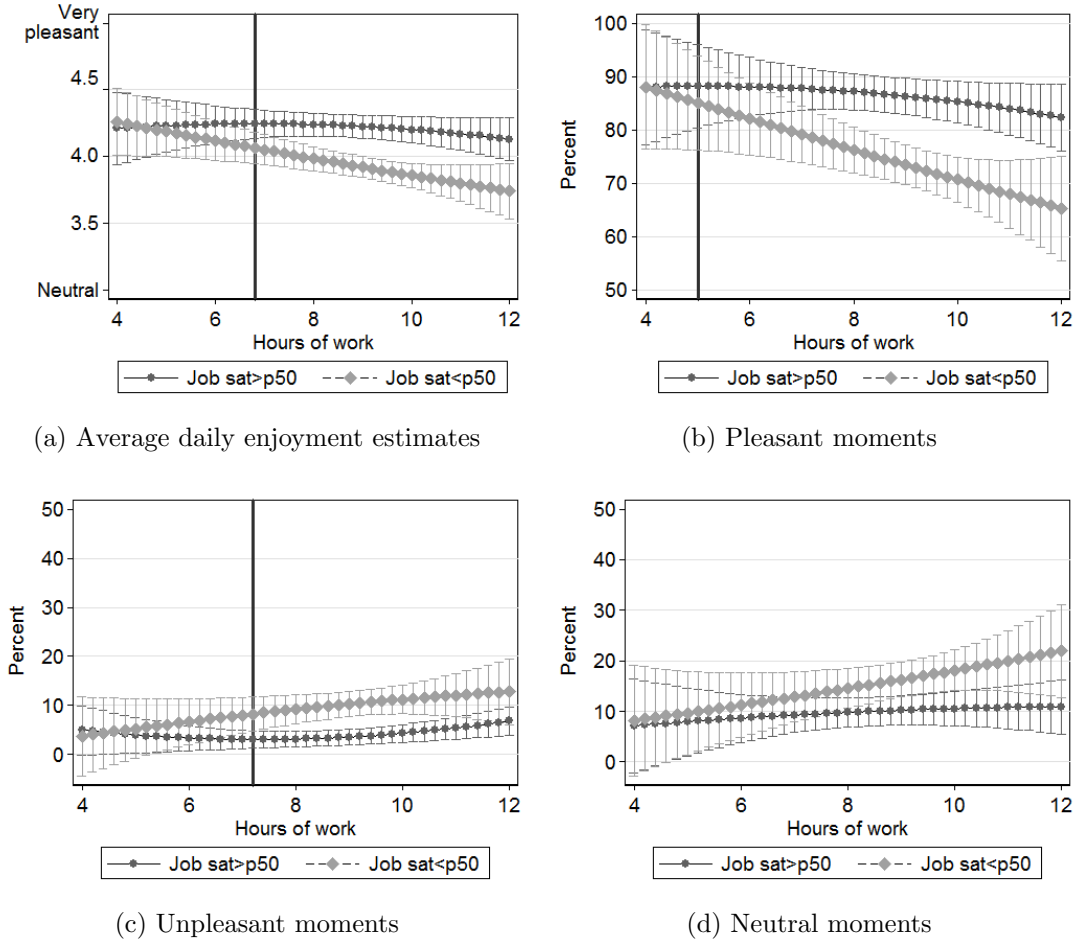 Very
pleasant
4.5
4.0
3.5
Neutral
4 6 8 10 12
Hours of work
Job sat>p50 Job sat<p50
(a) Average daily enjoyment estimates
100
90
80
70
60
50
Percent
4 6 8 10 12
Hours of work
Job sat>p50 Job sat<p50
(b) Pleasant moments
50
40
30
20
10
0
Percent
4 6 8 10 12
Hours of work
Job sat>p50 Job sat<p50
(c) Unpleasant moments
50
40
30
20
10
0
Percent
4 6 8 10 12
Hours of work
Job sat>p50 Job sat<p50
(d) Neutral moments